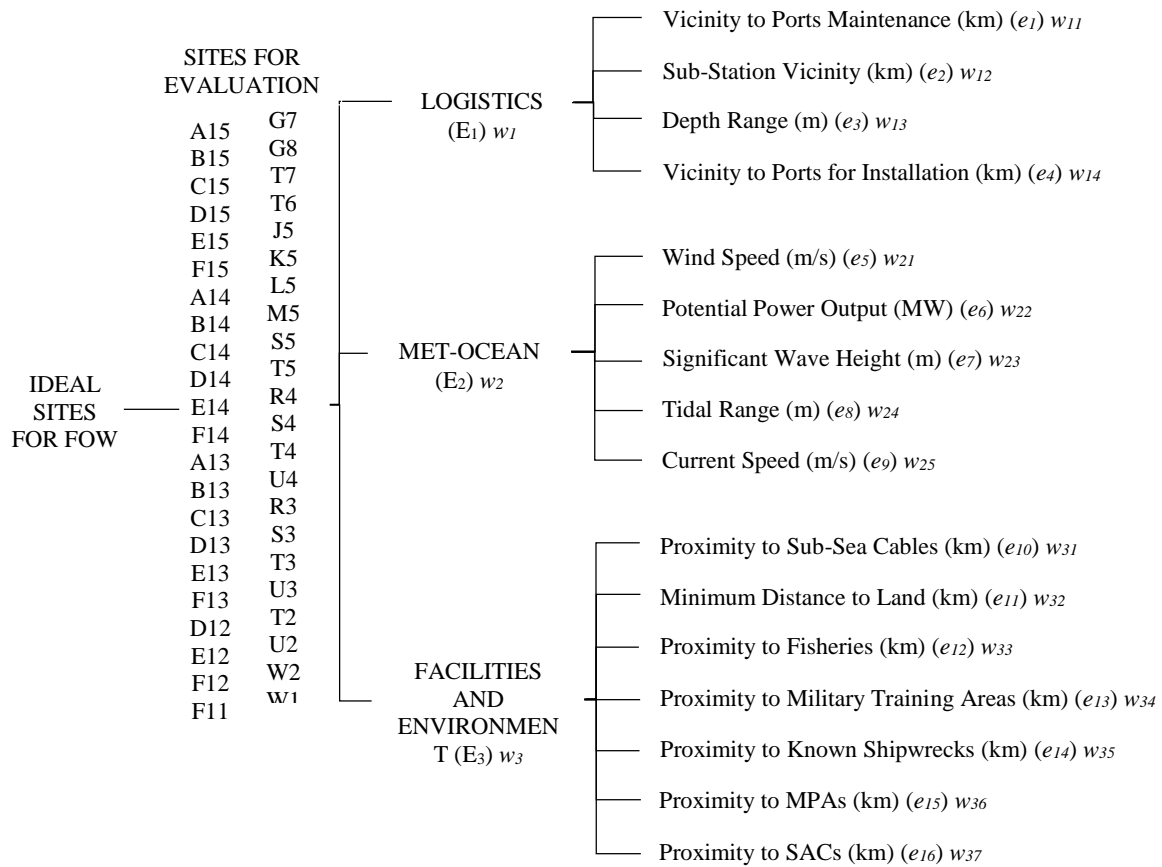 IDEAL
SITES
FOR FOW
SITES FOR
EVALUATION
A15
B15
C15
D15
E15
F15
A14
B14
C14
D14
E14
F14
A13
B13
C13
D13
E13
F13
D12
E12
F12
F11
G7
G8
T7
T6
J5
K5
L5
M5
S5
T5
R4
S4
T4
U4
R3
S3
T3
U3
T2
U2
W2
W1
LOGISTICS
(E1) w1
Vicinity to Ports Maintenance (km) (e1) w11
Sub-Station Vicinity (km) (e2) w12
Depth Range (m) (e3) w13
Vicinity to Ports for Installation (km) (e4) w14
MET-OCEAN
(E2) w2
Wind Speed (m/s) (e5) w21
Potential Power Output (MW) (e6) w22
Significant Wave Height (m) (e7) w23
Tidal Range (m) (e8) w24
Current Speed (m/s) (e9) w25
FACILITIES
AND
ENVIRONMEN
T (E3) w3
Proximity to Sub-Sea Cables (km) (e10) w31
Minimum Distance to Land (km) (e11) w32
Proximity to Fisheries (km) (e12) w33
Proximity to Military Training Areas (km) (e13) w34
Proximity to Known Shipwrecks (km) (e14) w35
Proximity to MPAs (km) (e15) w36
Proximity to SACs (km) (e16) w37